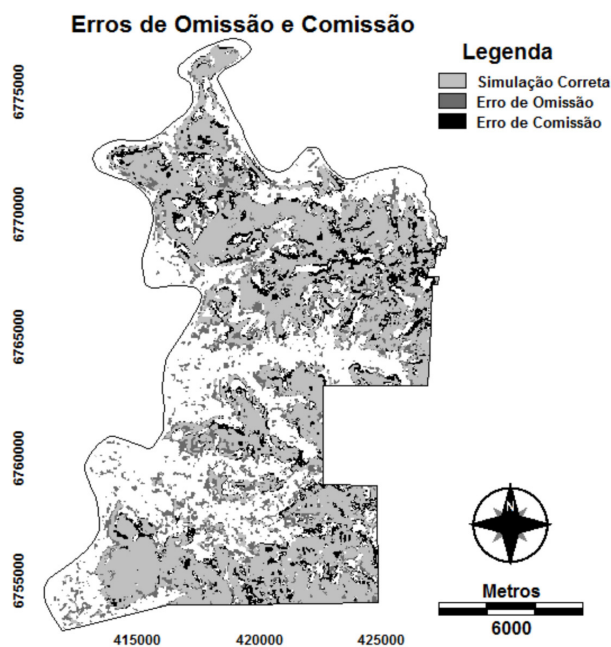 Erros de Omissão e Comissão
Legenda
Simulação Correta
Erro de Omissão
Erro de Comissão
6775000
6770000
6765000
6760000
6755000
N
Metros
6000
415000
420000
425000